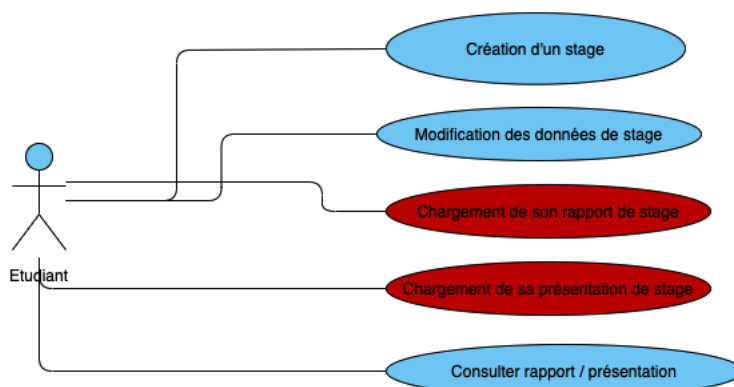 Création d'un stage
Modification des données de stage
Chargement de son rapport de stage
Etudiant
Chargement de sa présentation de stage
Consulter rapport / présentation